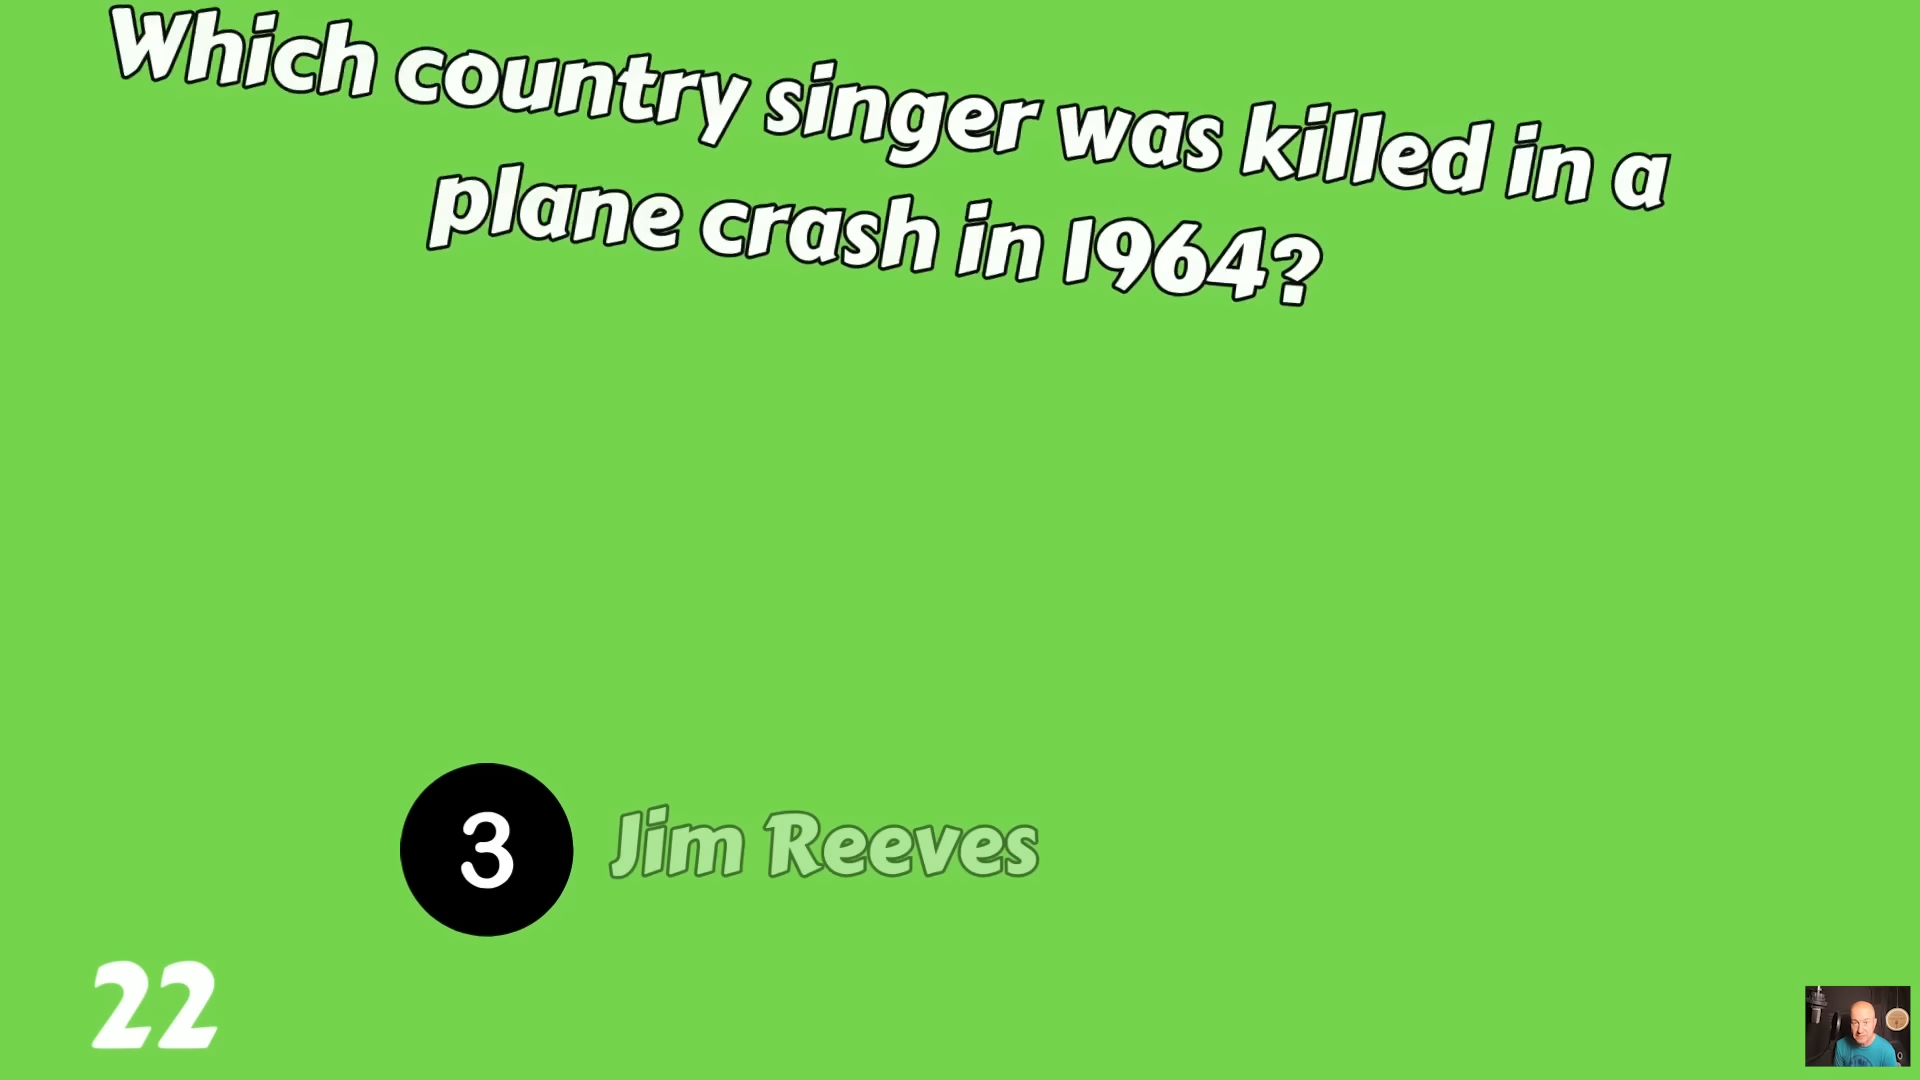 Which country singer was killed in a
plane crash in 1964?
3 Jim Reeves
22